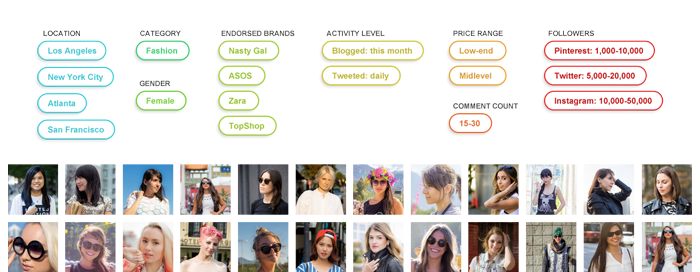 LOCATION
Los Angeles
New York City
Atlanta
San Francisco
CATEGORY
Fashion
GENDER
Female
ENDORSED BRANDS
Nasty Gal
ASOS
Zara
TopShop
ACTIVITY LEVEL
Blogged: this month
Tweeted: daily
PRICE RANGE
Low-end
Midlevel
COMMENT COUNT
15-30
FOLLOWERS
Pinterest: 1,000-10,000
Twitter: 5,000-20,000
Instagram: 10,000-50,000